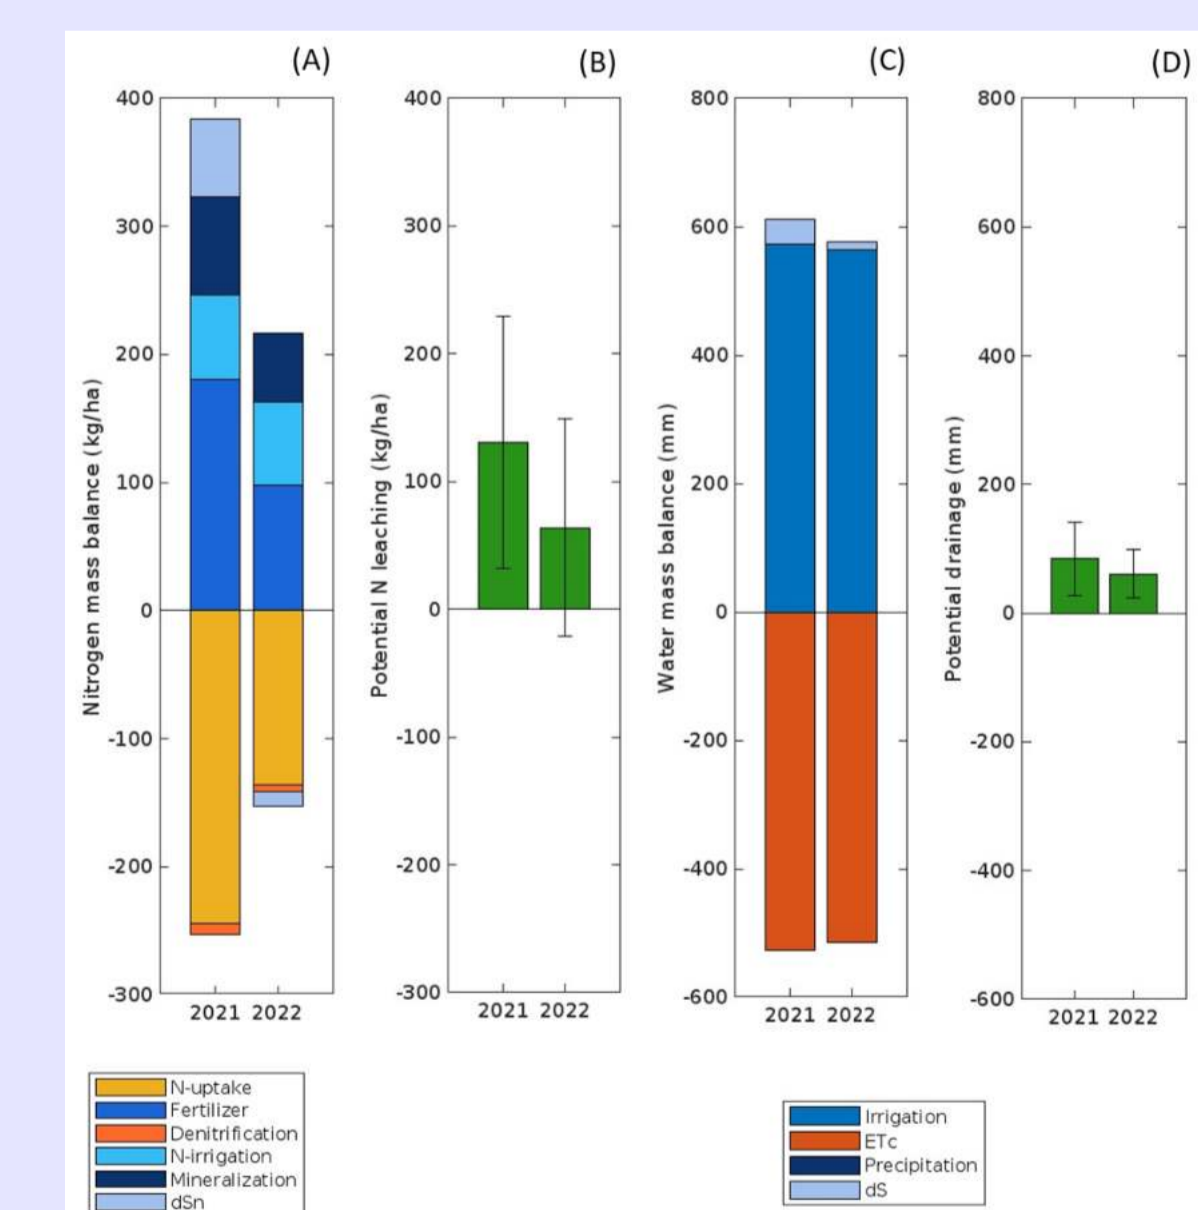 (A)
400
300
200
100
0
-100
-200
-300
Nitrogen mass balance (kg/ha)
2021 2022
(B)
400
300
200
100
0
-100
-200
-300
Potential N leaching (kg/ha)
2021 2022
(C)
800
600
400
200
0
-200
-400
-600
Water mass balance (mm)
2021 2022
(D)
800
600
400
200
0
-200
-400
-600
Potential drainage (mm)
2021 2022
N-uptake
Fertilizer
Denitrification
N-irrigation
Mineralization
dSn
Irrigation
ETc
Precipitation
dS